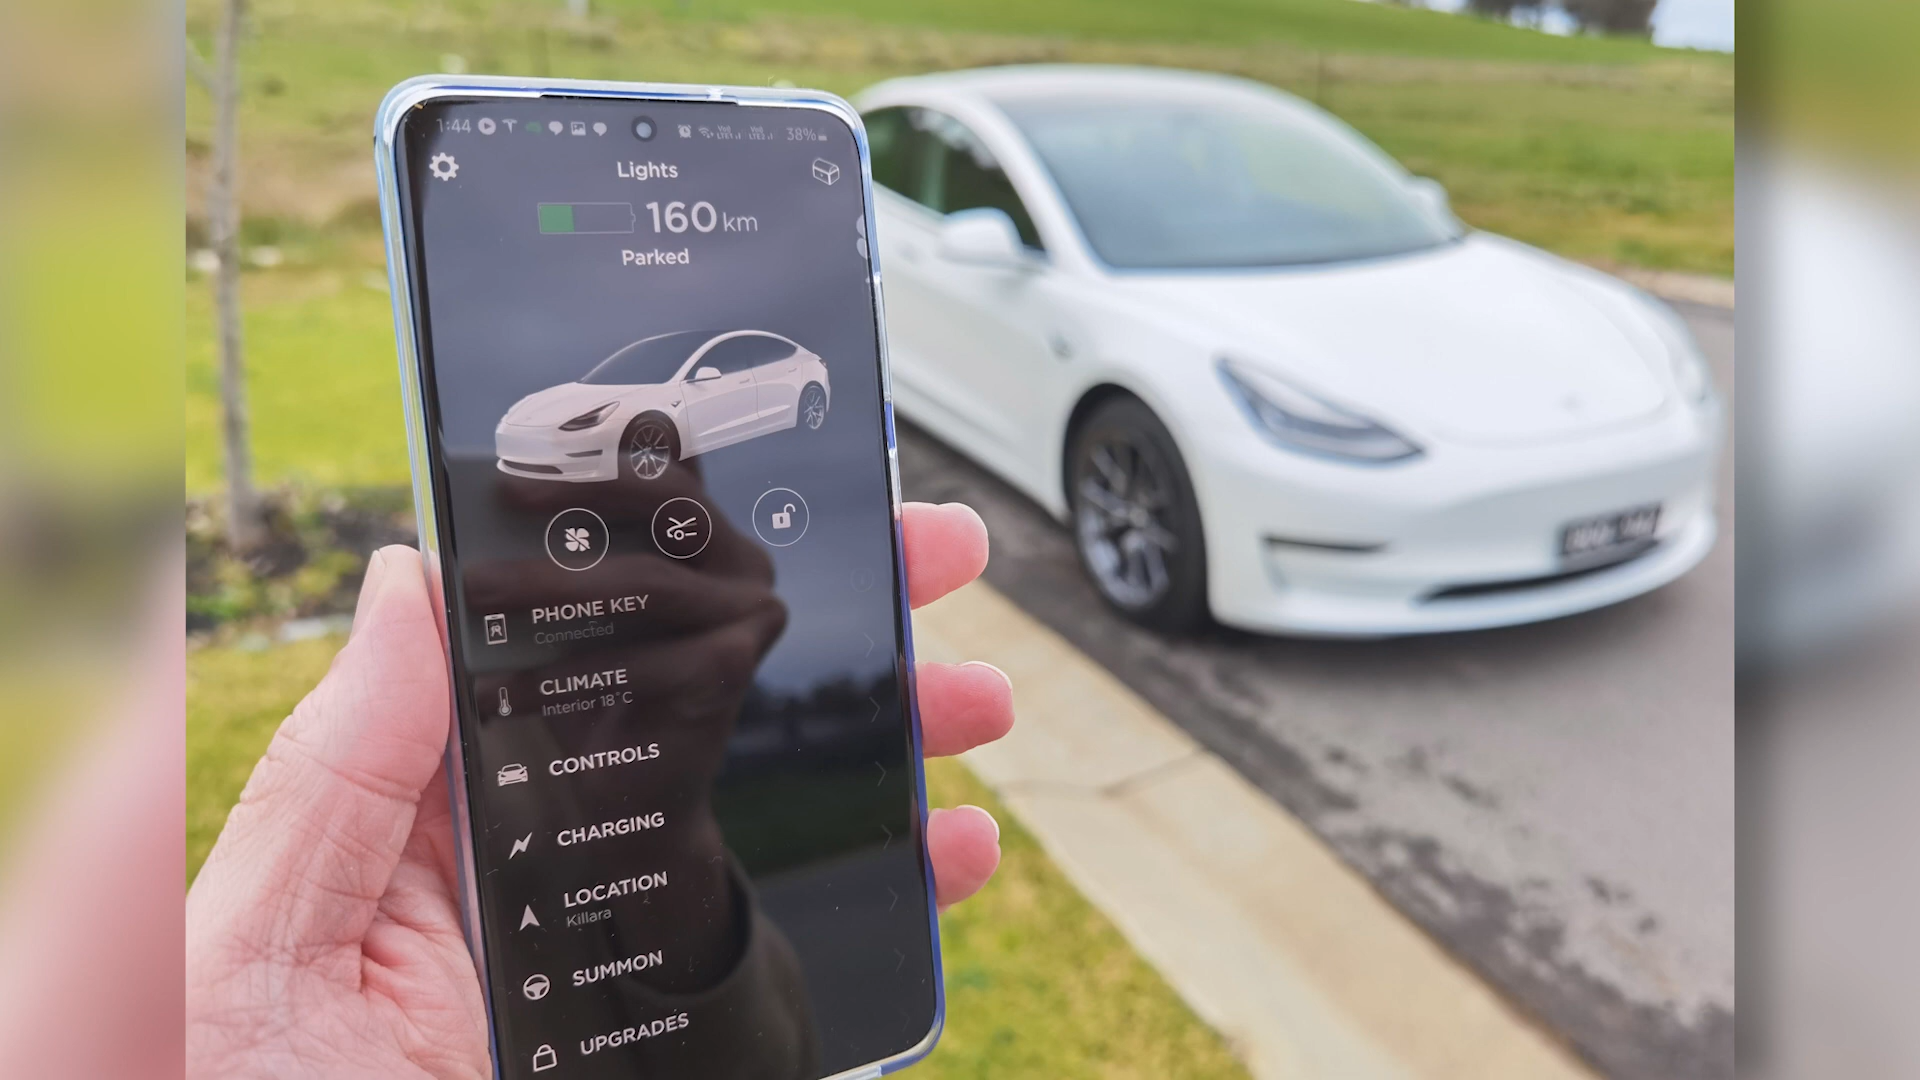 1:44
38%
Lights
160 km
Parked
PHONE KEY
Connected
CLIMATE
Interior 18°C
CONTROLS
CHARGING
LOCATION
Killara
SUMMON
UPGRADES